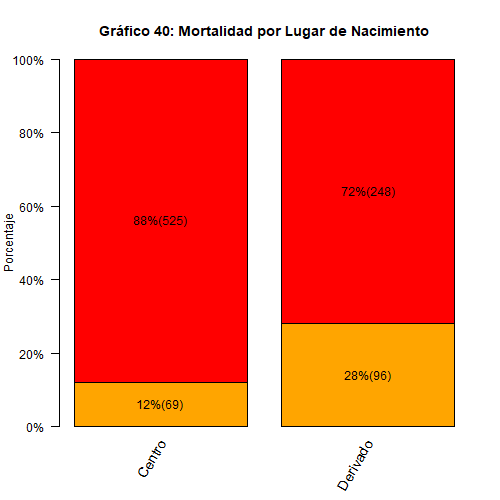 Gráfico 40: Mortalidad por Lugar de Nacimiento
Porcentaje
100%
80%
60%
40%
20%
0%
88%(525)
12%(69)
72%(248)
28%(96)
Centro
Derivado